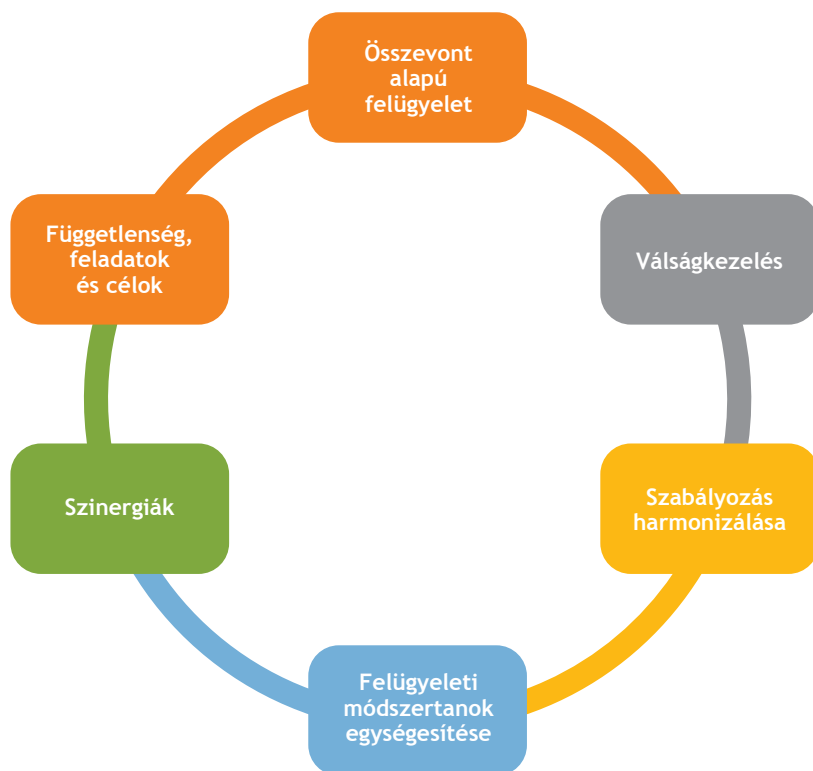 Összevont
alapú
felügyelet
Függetlenség,
feladatok
és célok
Válságkezelés
Szinergiák
Szabályozás
harmonizálása
Felügyeleti
módszertanok
egységesítése